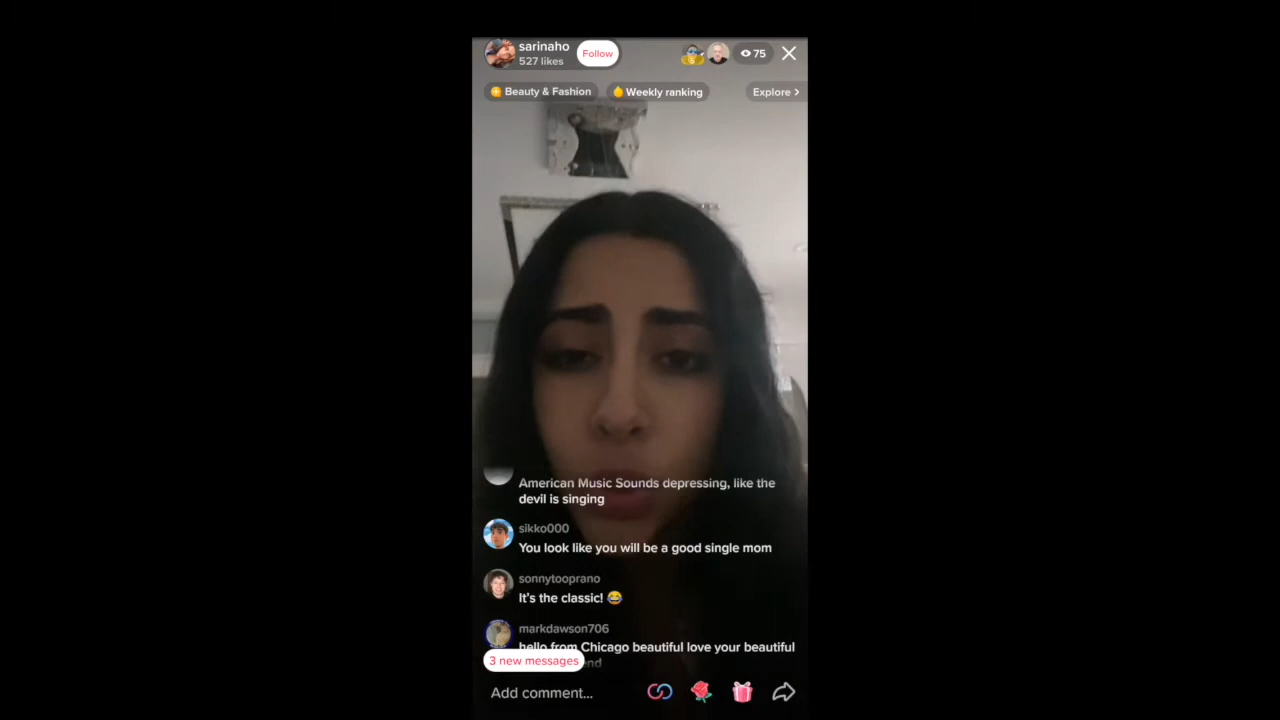 sarinaho
527 likes
Follow
75
Beauty & Fashion
Weekly ranking
Explore >
American Music Sounds depressing, like the
devil is singing
sikko000
You look like you will be a good single mom
sonnytooprano
It's the classic! 😂
markdawson706
hello from Chicago beautiful love your beautiful
3 new messages
Add comment...